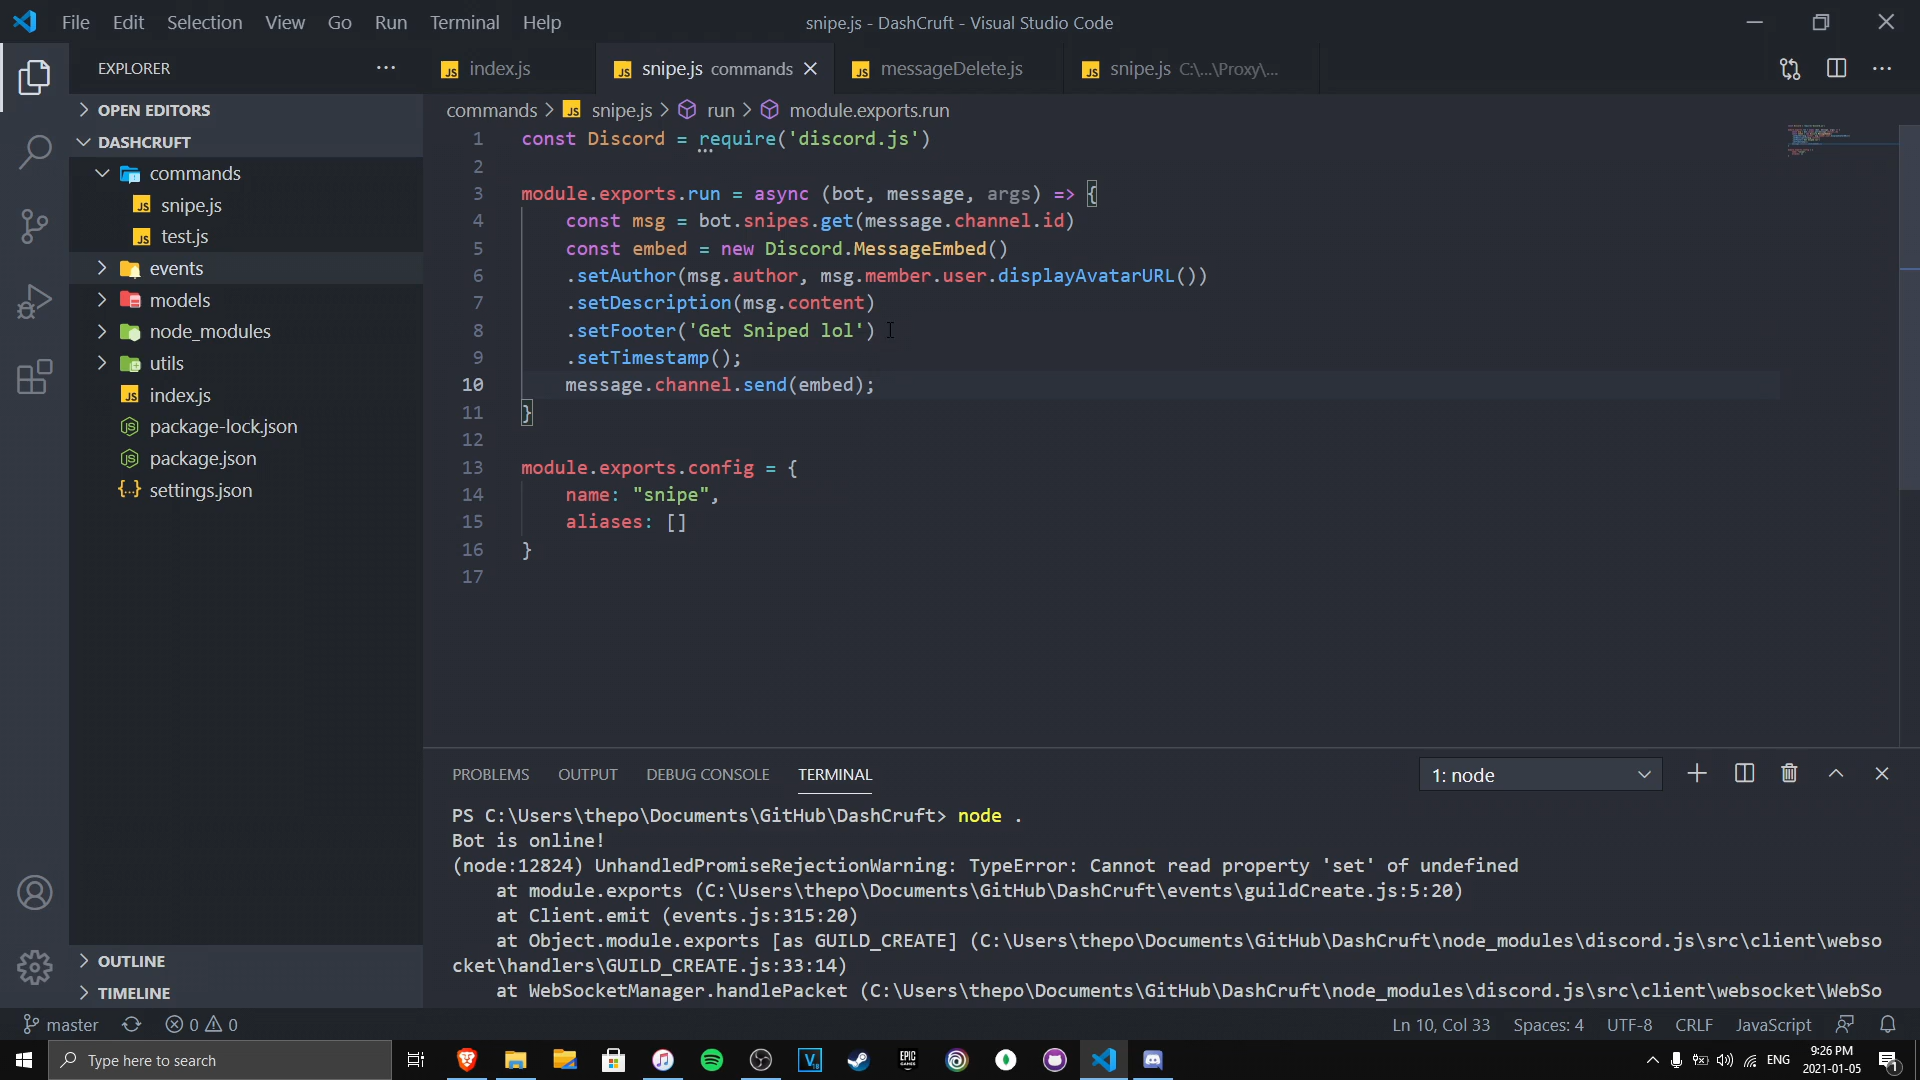 File Edit Selection View Go Run Terminal Help
snipe.js - DashCruft - Visual Studio Code
EXPLORER
OPEN EDITORS
DASHCRUFT
commands
snipe.js
test.js
events
models
node_modules
utils
index.js
package-lock.json
package.json
settings.json
OUTLINE
TIMELINE
index.js snipe.js commands messageDelete.js snipe.js C:\...\Proxy\...
commands > snipe.js > run > module.exports.run
1 const Discord = require('discord.js')
2
3 module.exports.run = async (bot, message, args) => {
4 const msg = bot.snipes.get(message.channel.id)
5 const embed = new Discord.MessageEmbed()
6 .setAuthor(msg.author, msg.member.user.displayAvatarURL())
7 .setDescription(msg.content)
8 .setFooter('Get Sniped lol')
9 .setTimestamp();
10 message.channel.send(embed);
11 }
12
13 module.exports.config = {
14 name: "snipe",
15 aliases: []
16 }
17
PROBLEMS OUTPUT DEBUG CONSOLE TERMINAL 1: node
PS C:\Users\thepo\Documents\GitHub\DashCruft> node .
Bot is online!
(node:12824) UnhandledPromiseRejectionWarning: TypeError: Cannot read property 'set' of undefined
at module.exports (C:\Users\thepo\Documents\GitHub\DashCruft\events\guildCreate.js:5:20)
at Client.emit (events.js:315:20)
at Object.module.exports [as GUILD_CREATE] (C:\Users\thepo\Documents\GitHub\DashCruft\node_modules\discord.js\src\client\webso
cket\handlers\GUILD_CREATE.js:33:14)
at WebSocketManager.handlePacket (C:\Users\thepo\Documents\GitHub\DashCruft\node_modules\discord.js\src\client\websocket\WebSo
master 0 0 Ln 10, Col 33 Spaces: 4 UTF-8 CRLF JavaScript
Type here to search
EPIC GAMES
ENG
9:26 PM
2021-01-05
1